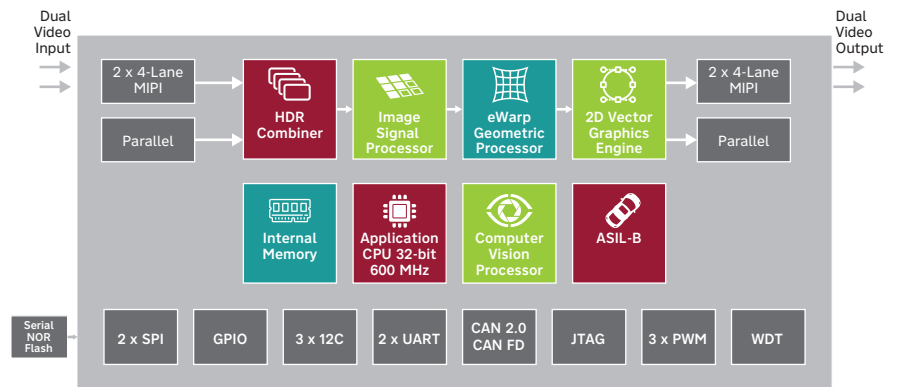 Dual
Video
Input
Dual
Video
Output
2 x 4-Lane
MIPI
Parallel
HDR
Combiner
Image
Signal
Processor
eWarp
Geometric
Processor
2D Vector
Graphics
Engine
2 x 4-Lane
MIPI
Parallel
Internal
Memory
Application
CPU 32-bit
600 MHz
Computer
Vision
Processor
ASIL-B
Serial
NOR
Flash
2 x SPI
GPIO
3 x 12C
2 x UART
CAN 2.0
CAN FD
JTAG
3 x PWM
WDT